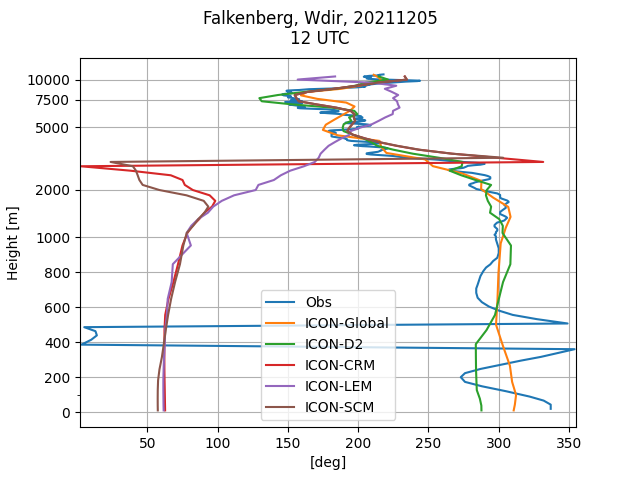 Falkenberg, Wdir, 20211205
12 UTC
Height [m]
10000
7500
5000
2000
1000
800
600
400
200
0
Obs
ICON-Global
ICON-D2
ICON-CRM
ICON-LEM
ICON-SCM
50
100
150
200
250
300
350
[deg]